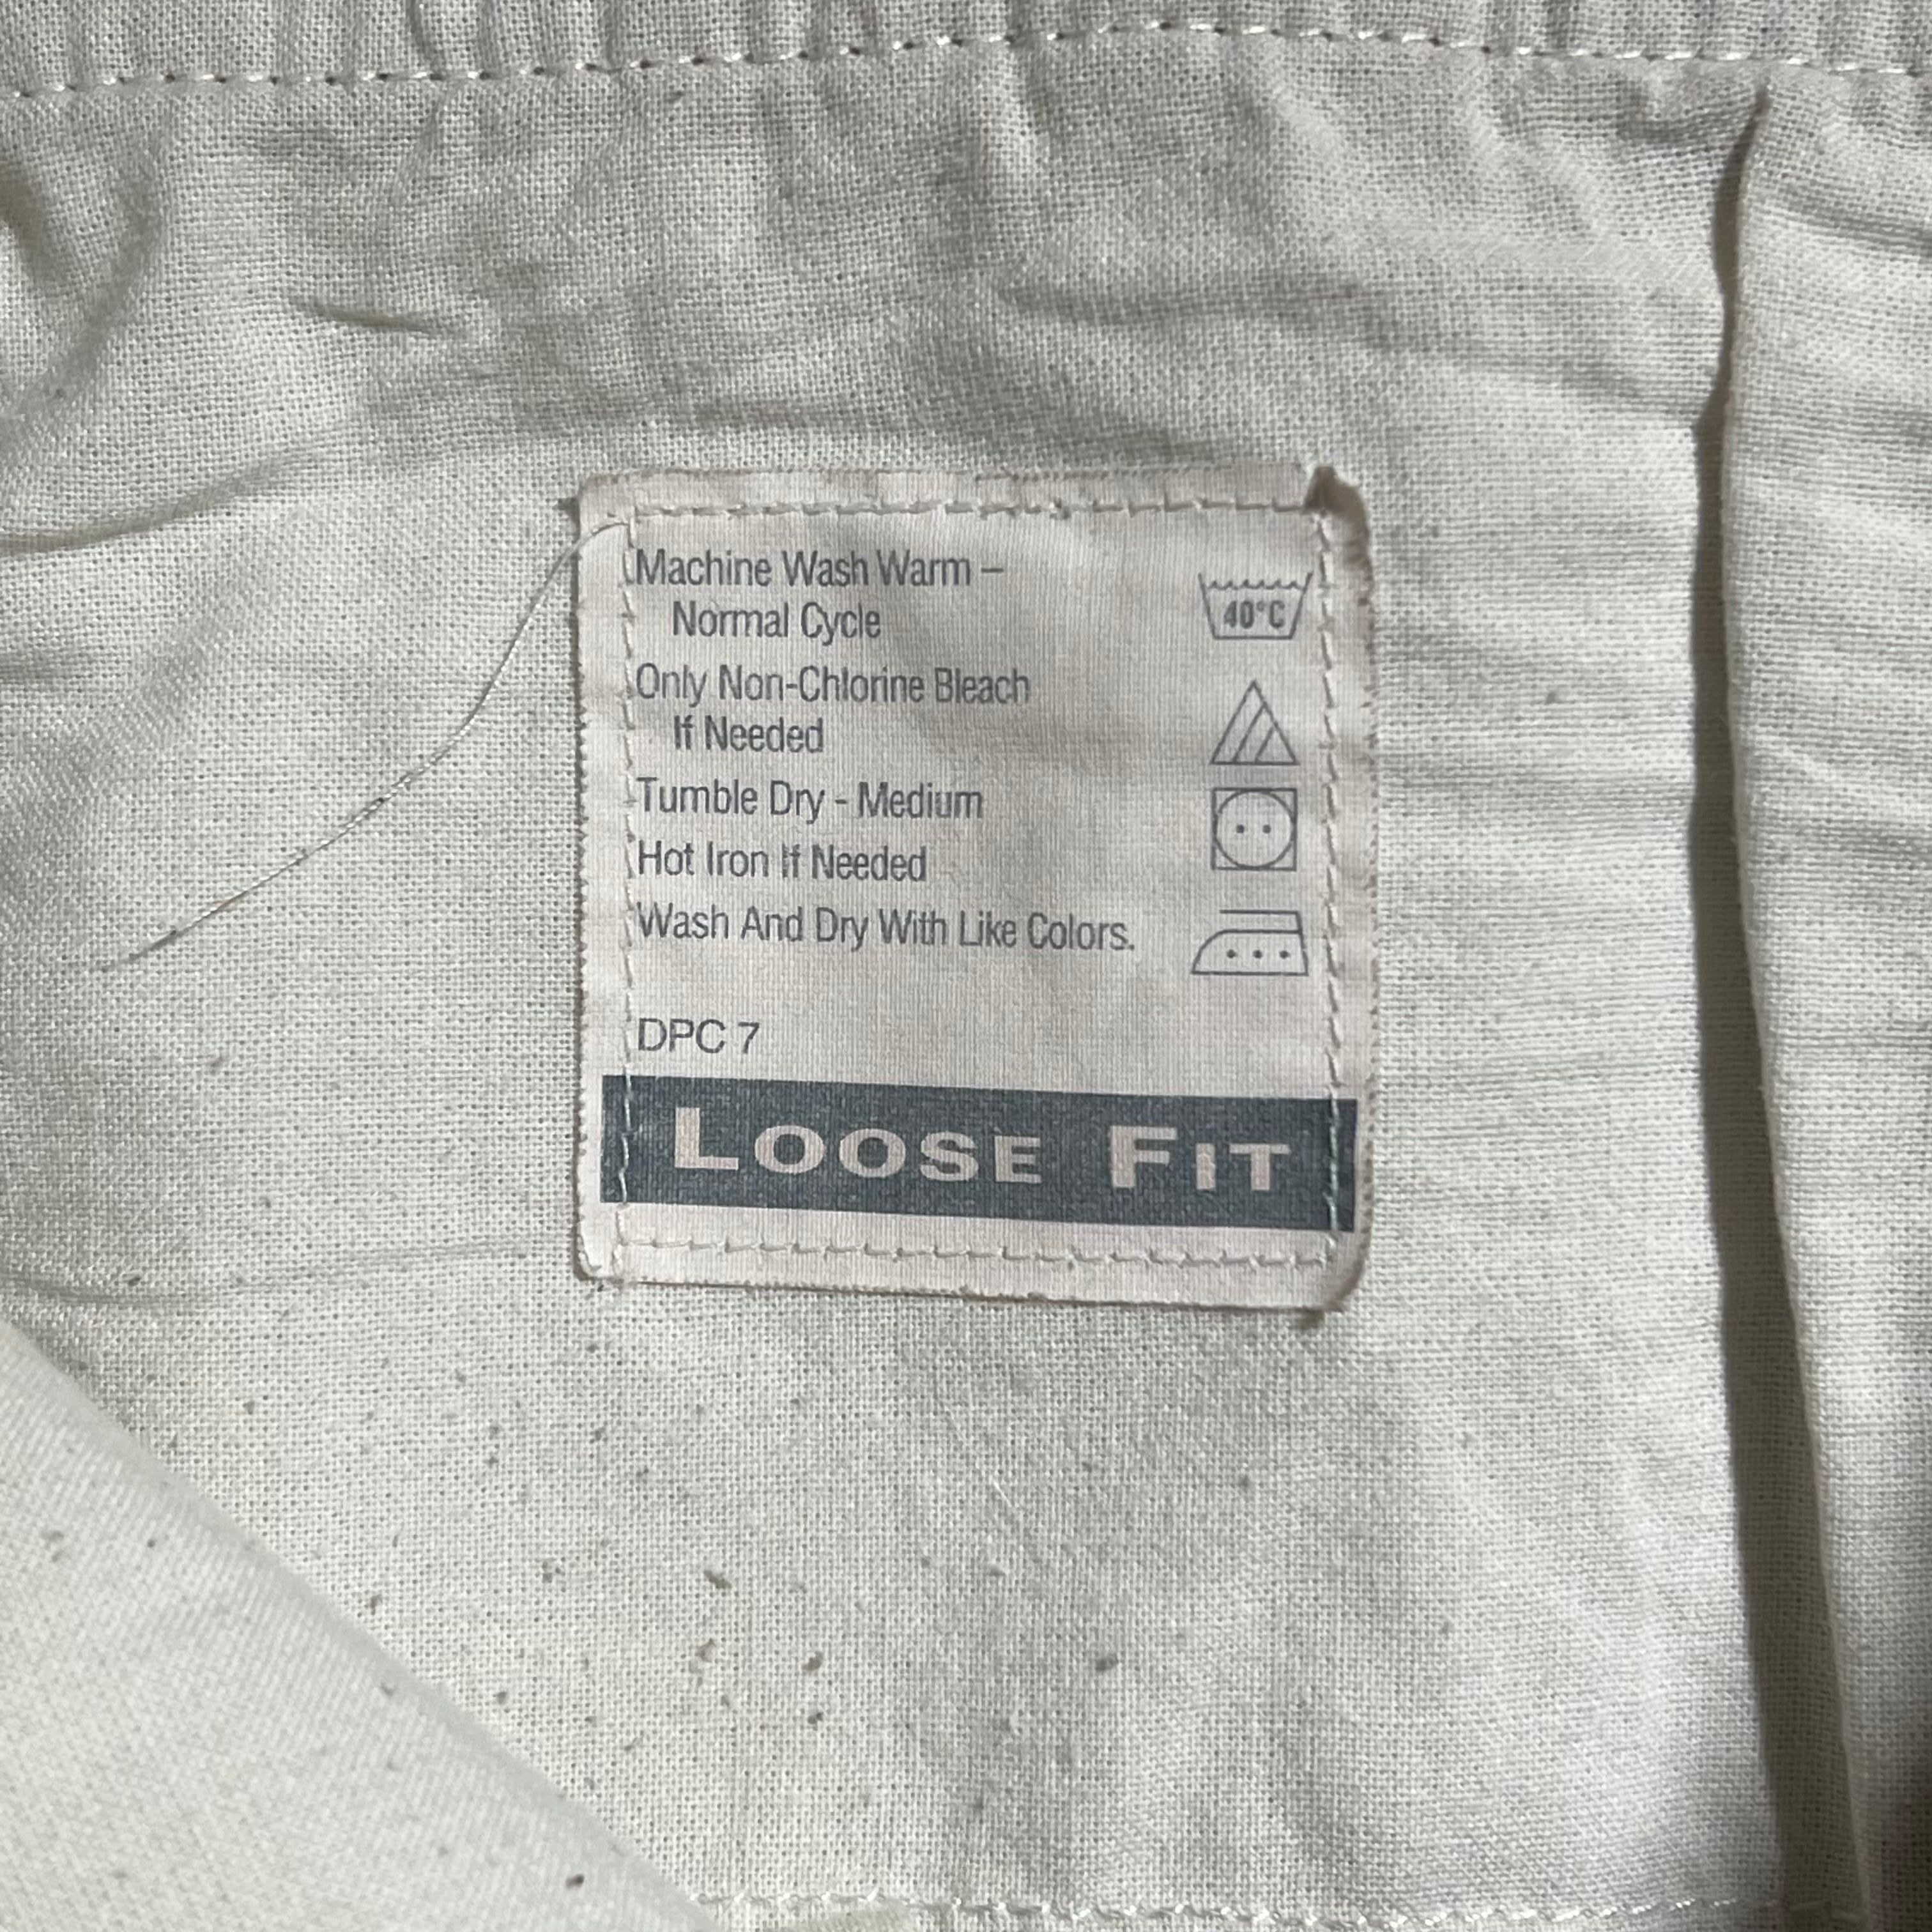 Machine Wash Warm –
Normal Cycle
40°C
Only Non-Chlorine Bleach
If Needed
Tumble Dry - Medium
Hot Iron If Needed
Wash And Dry With Like Colors.
DPC 7
LOOSE FIT